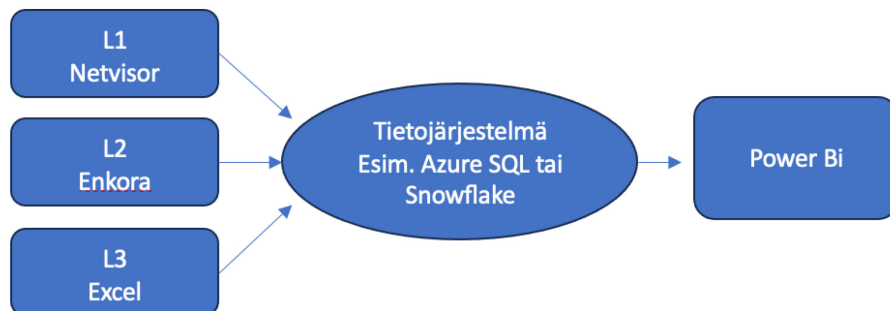 L1
Netvisor
L2
Enkora
L3
Excel
Tietojärjestelmä
Esim. Azure SQL tai
Snowflake
Power Bi